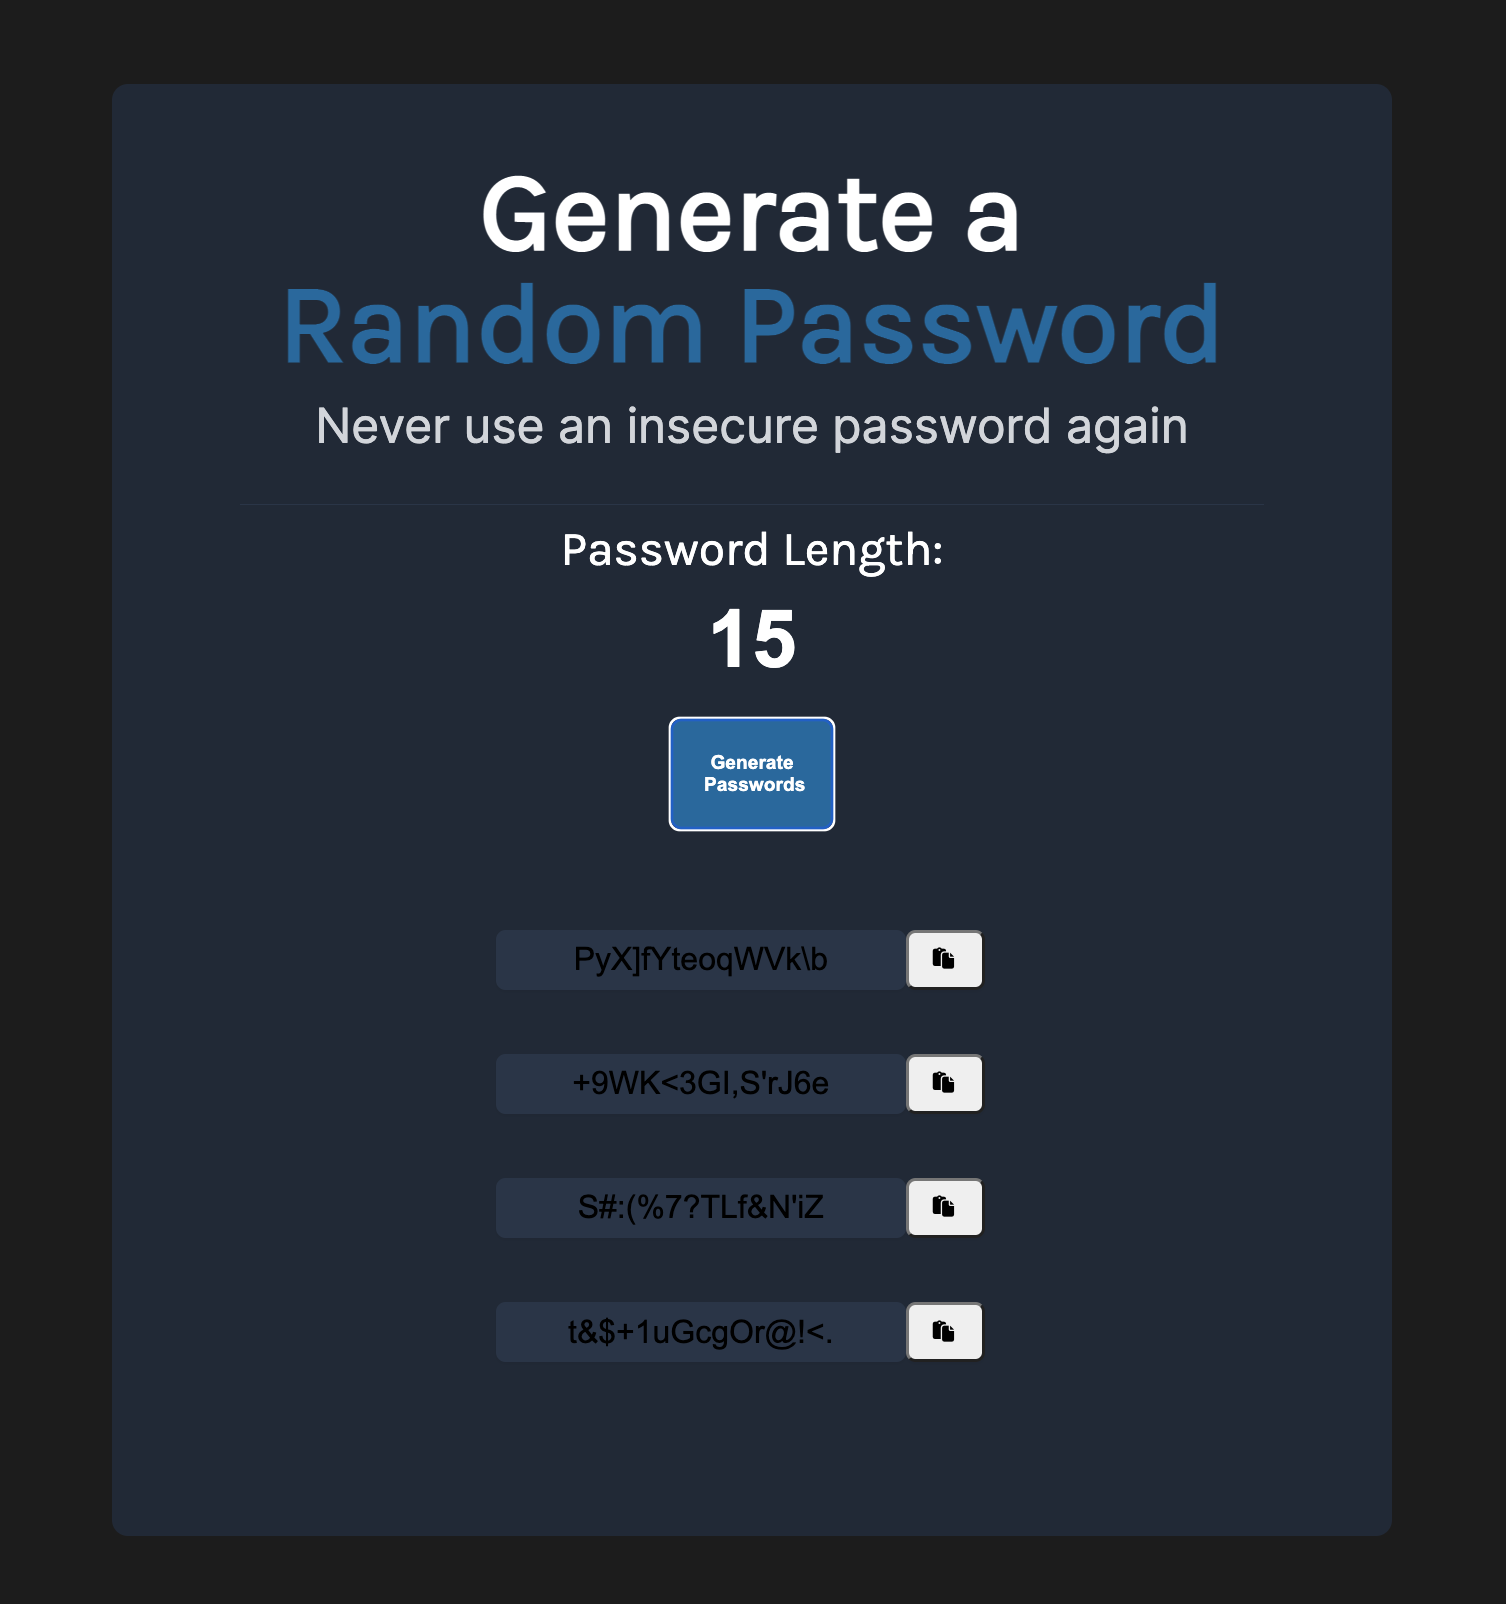 Generate a
Random Password
Never use an insecure password again
Password Length:
15
Generate
Passwords
PyX]fYteoqWVk\b
+9WK<3GI,S'rJ6e
S#:(%7?TLf&N'iZ
t&$+1uGcgOr@!<.